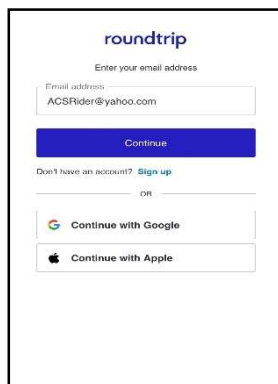 roundtrip
Enter your email address
Email address
ACSRider@yahoo.com
Continue
Don't have an account? Sign up
OR
Continue with Google
Continue with Apple